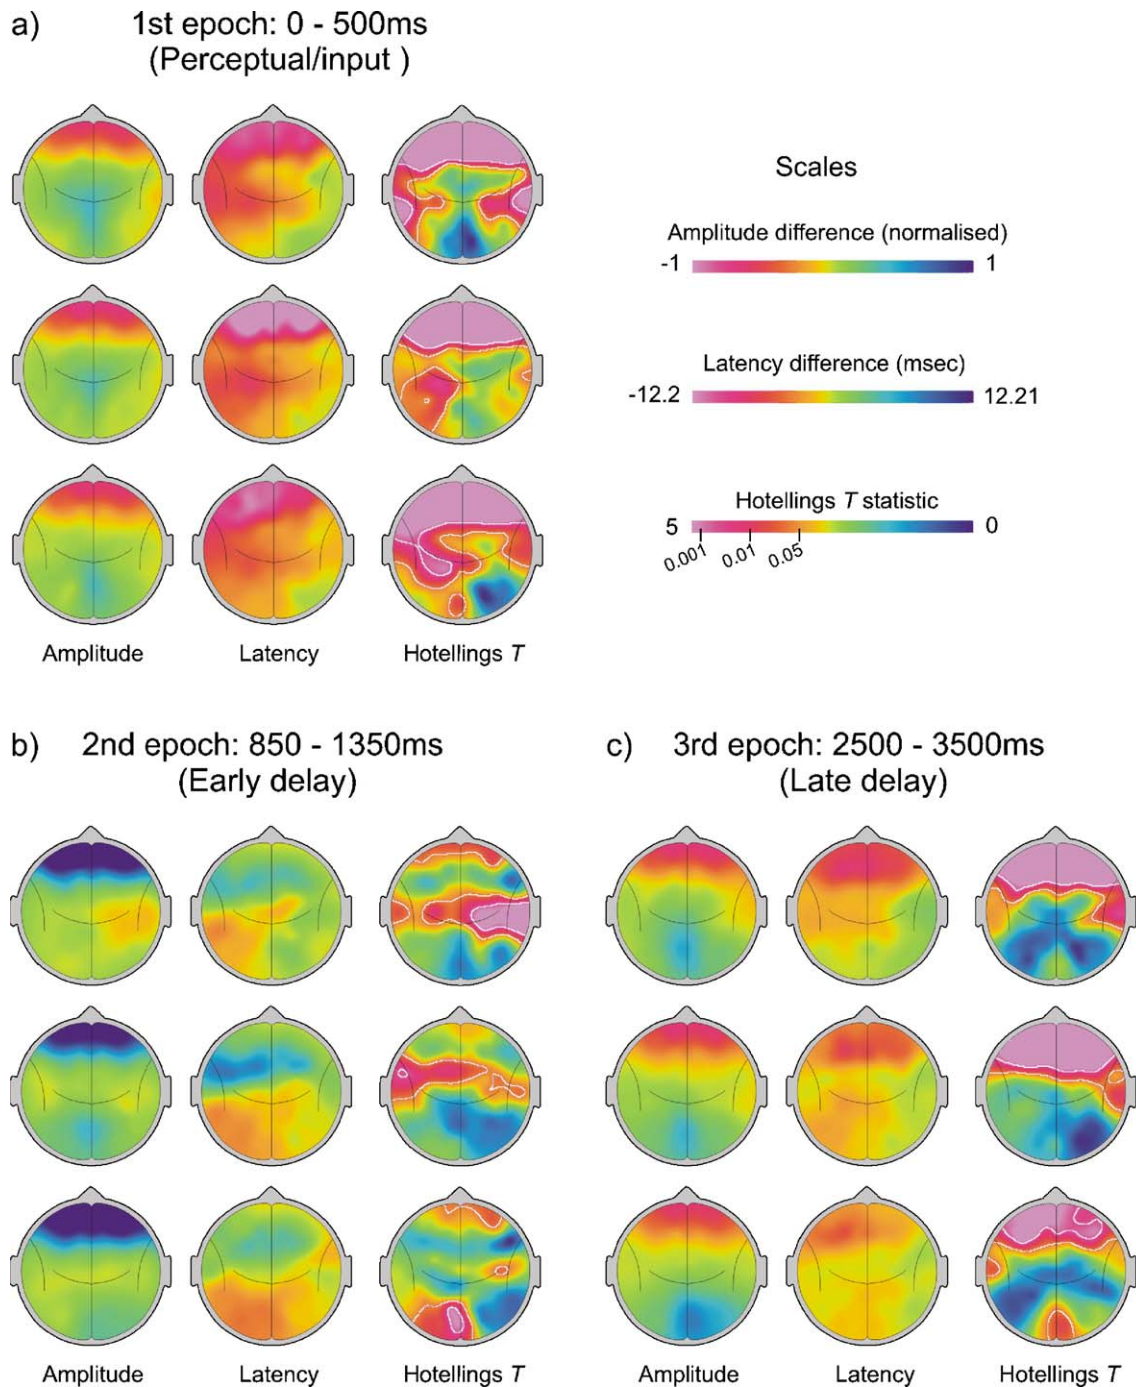 a)
1st epoch: 0 - 500ms
(Perceptual/input )
Scales
Amplitude difference (normalised)
-1 1
Latency difference (msec)
-12.2 12.21
Hotellings T statistic
5 0
0.001 0.01 0.05
Amplitude Latency Hotellings T
b) 2nd epoch: 850 - 1350ms
(Early delay)
c) 3rd epoch: 2500 - 3500ms
(Late delay)
Amplitude Latency Hotellings T
Amplitude Latency Hotellings T